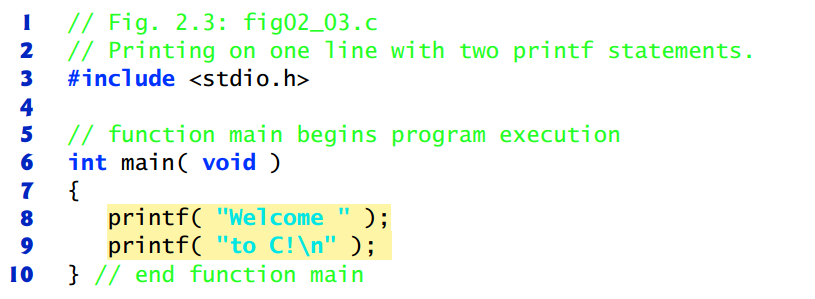 1 // Fig. 2.3: fig02_03.c
2 // Printing on one line with two printf statements.
3 #include <stdio.h>
4
5 // function main begins program execution
6 int main( void )
7 {
8    printf( "Welcome " );
9    printf( "to C!\n" );
10 } // end function main